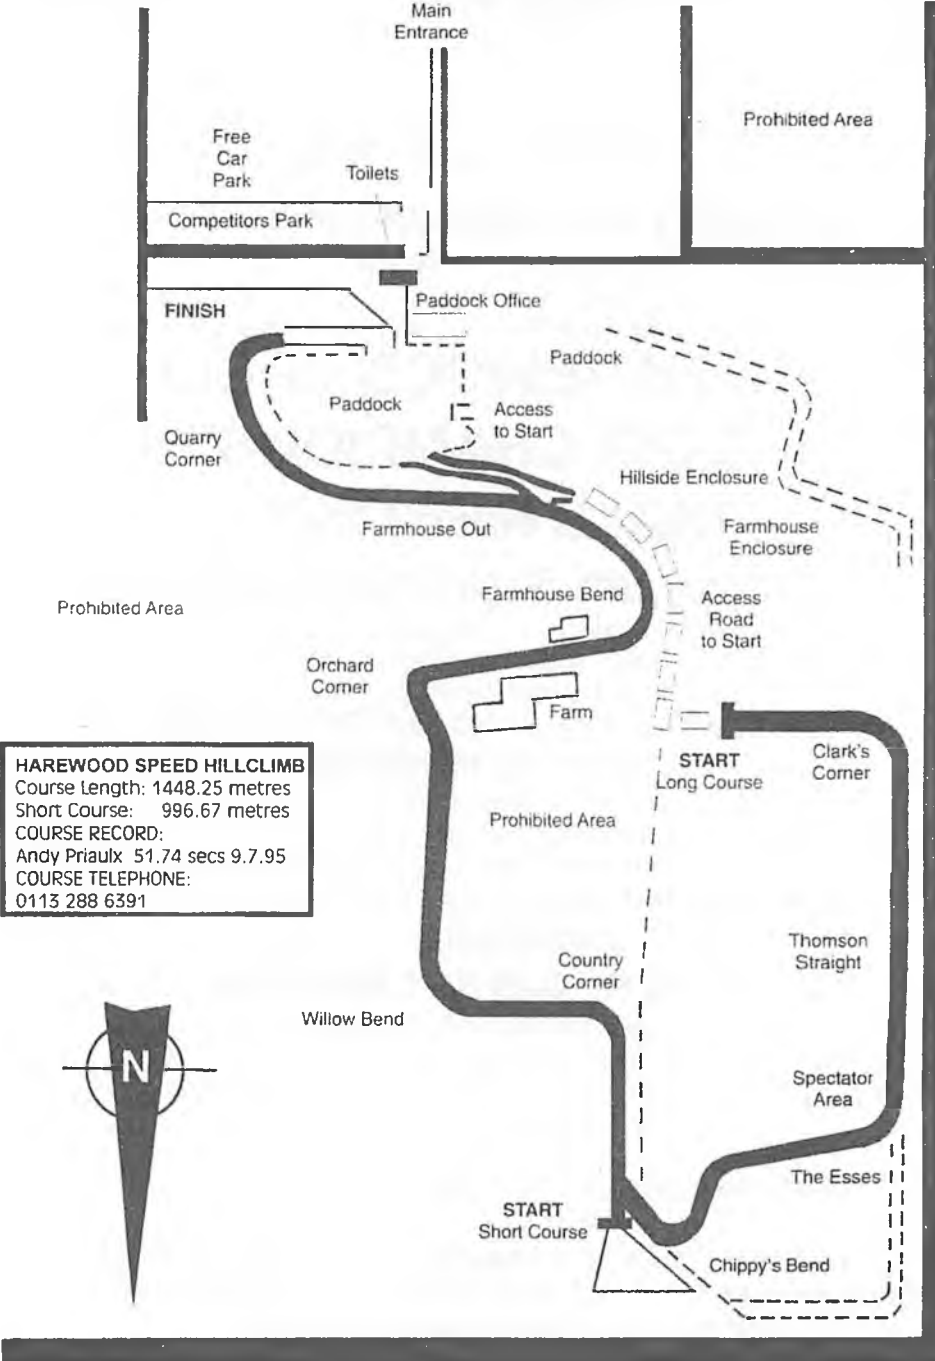 Main
Entrance
Prohibited Area
Free
Car
Park
Toilets
Competitors Park
FINISH
Paddock Office
Paddock
Paddock
Access
to Start
Quarry
Corner
Hillside Enclosure
Farmhouse Out
Farmhouse
Enclosure
Farmhouse Bend
Access
Road
to Start
Prohibited Area
Orchard
Corner
Farm
START
Long Course
Clark's
Corner
HAREWOOD SPEED HILLCLIMB
Course Length: 1448.25 metres
Short Course: 996.67 metres
COURSE RECORD:
Andy Priaulx 51.74 secs 9.7.95
COURSE TELEPHONE:
0113 288 6391
Prohibited Area
Thomson
Straight
Country
Corner
Willow Bend
N
Spectator
Area
The Esses
START
Short Course
Chippy's Bend